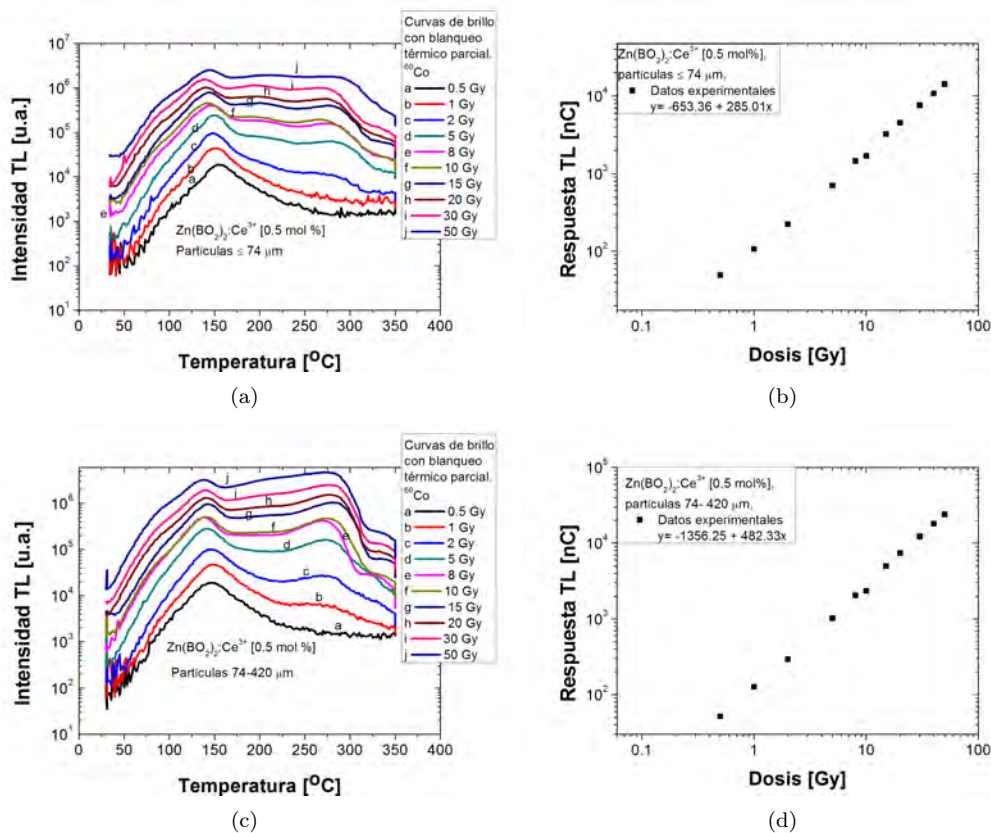 Intensidad TL [u.a.]
10⁷
10⁶
10⁵
10⁴
10³
10²
10¹
0 50 100 150 200 250 300 350 400
Temperatura [ºC]
a
b
c
d
e
f
g
h
i
j
Zn(BO₂)₂:Ce³⁺ [0.5 mol %]
Partículas ≤ 74 μm
Curvas de brillo
con blanqueo
térmico parcial.
⁶⁰Co
a 0.5 Gy
b 1 Gy
c 2 Gy
d 5 Gy
e 8 Gy
f 10 Gy
g 15 Gy
h 20 Gy
i 30 Gy
j 50 Gy
(a)
Respuesta TL [nC]
10⁴
10³
10²
0.1 1 10 100
Dosis [Gy]
Zn(BO₂)₂:Ce³⁺ [0.5 mol%],
partículas ≤ 74 μm,
Datos experimentales
y= -653.36 + 285.01x
(b)
Intensidad TL [u.a.]
10⁶
10⁵
10⁴
10³
10²
10¹
0 50 100 150 200 250 300 350 400
Temperatura [ºC]
j
i
h
g
f
e
d
c
b
a
Zn(BO₂)₂:Ce³⁺ [0.5 mol %]
Partículas 74-420 μm
Curvas de brillo
con blanqueo
térmico parcial.
⁶⁰Co
a 0.5 Gy
b 1 Gy
c 2 Gy
d 5 Gy
e 8 Gy
f 10 Gy
g 15 Gy
h 20 Gy
i 30 Gy
j 50 Gy
(c)
Respuesta TL [nC]
10⁵
10⁴
10³
10²
0.1 1 10 100
Dosis [Gy]
Zn(BO₂)₂:Ce³⁺ [0.5 mol%],
partículas 74- 420 μm,
Datos experimentales
y= -1356.25 + 482.33x
(d)